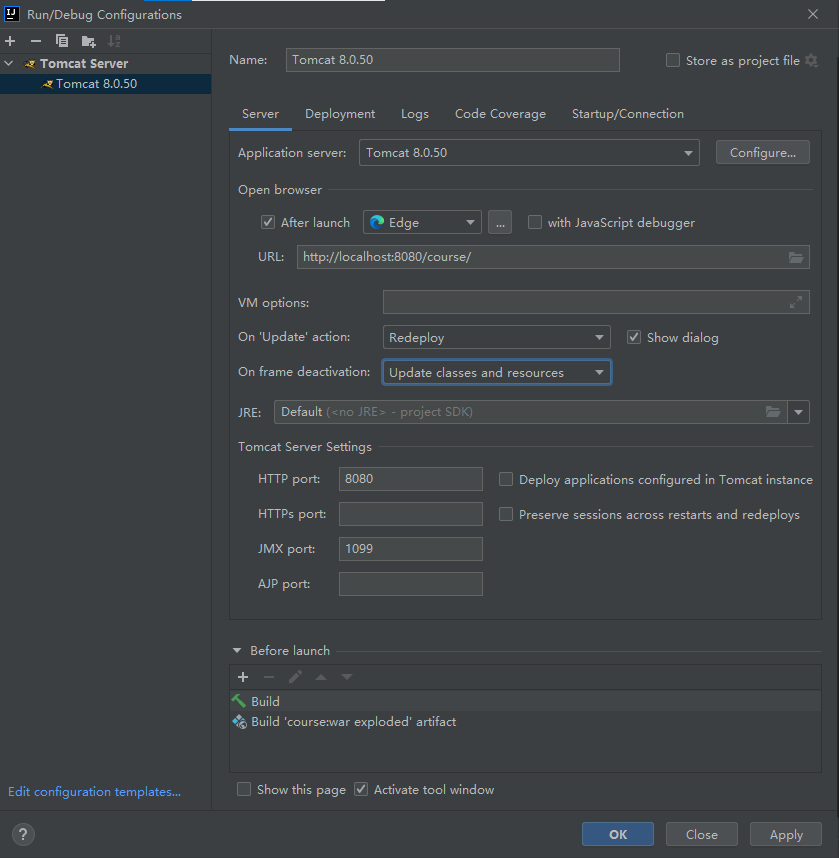 Run/Debug Configurations
Tomcat Server
Tomcat 8.0.50
Edit configuration templates...
Name: Tomcat 8.0.50 Store as project file
Server Deployment Logs Code Coverage Startup/Connection
Application server: Tomcat 8.0.50 Configure...
Open browser
After launch Edge ... with JavaScript debugger
URL: http://localhost:8080/course/
VM options:
On 'Update' action: Redeploy Show dialog
On frame deactivation: Update classes and resources
JRE: Default (<no JRE> - project SDK)
Tomcat Server Settings
HTTP port: 8080 Deploy applications configured in Tomcat instance
HTTPs port: Preserve sessions across restarts and redeploys
JMX port: 1099
AJP port:
Before launch
Build
Build 'course:war exploded' artifact
Show this page Activate tool window
? OK Close Apply